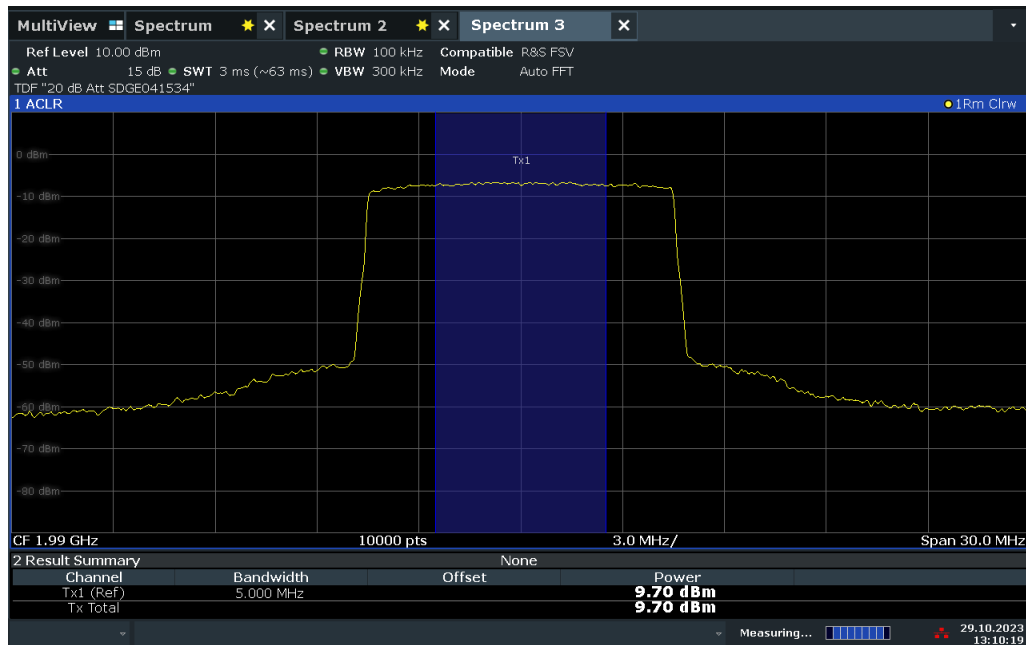 MultiView Spectrum Spectrum 2 Spectrum 3
Ref Level 10.00 dBm RBW 100 kHz Compatible R&S FSV
Att 15 dB SWT 3 ms (~63 ms) VBW 300 kHz Mode Auto FFT
TDF "20 dB Att SDGE041534"
1 ACLR 1Rm Clrw
0 dBm
Tx1
-10 dBm
-20 dBm
-30 dBm
-40 dBm
-50 dBm
-60 dBm
-70 dBm
-80 dBm
CF 1.99 GHz 10000 pts 3.0 MHz/ Span 30.0 MHz
2 Result Summary None
Channel Bandwidth Offset Power
Tx1 (Ref) 5.000 MHz 9.70 dBm
Tx Total 9.70 dBm
Measuring... 29.10.2023
13:10:19